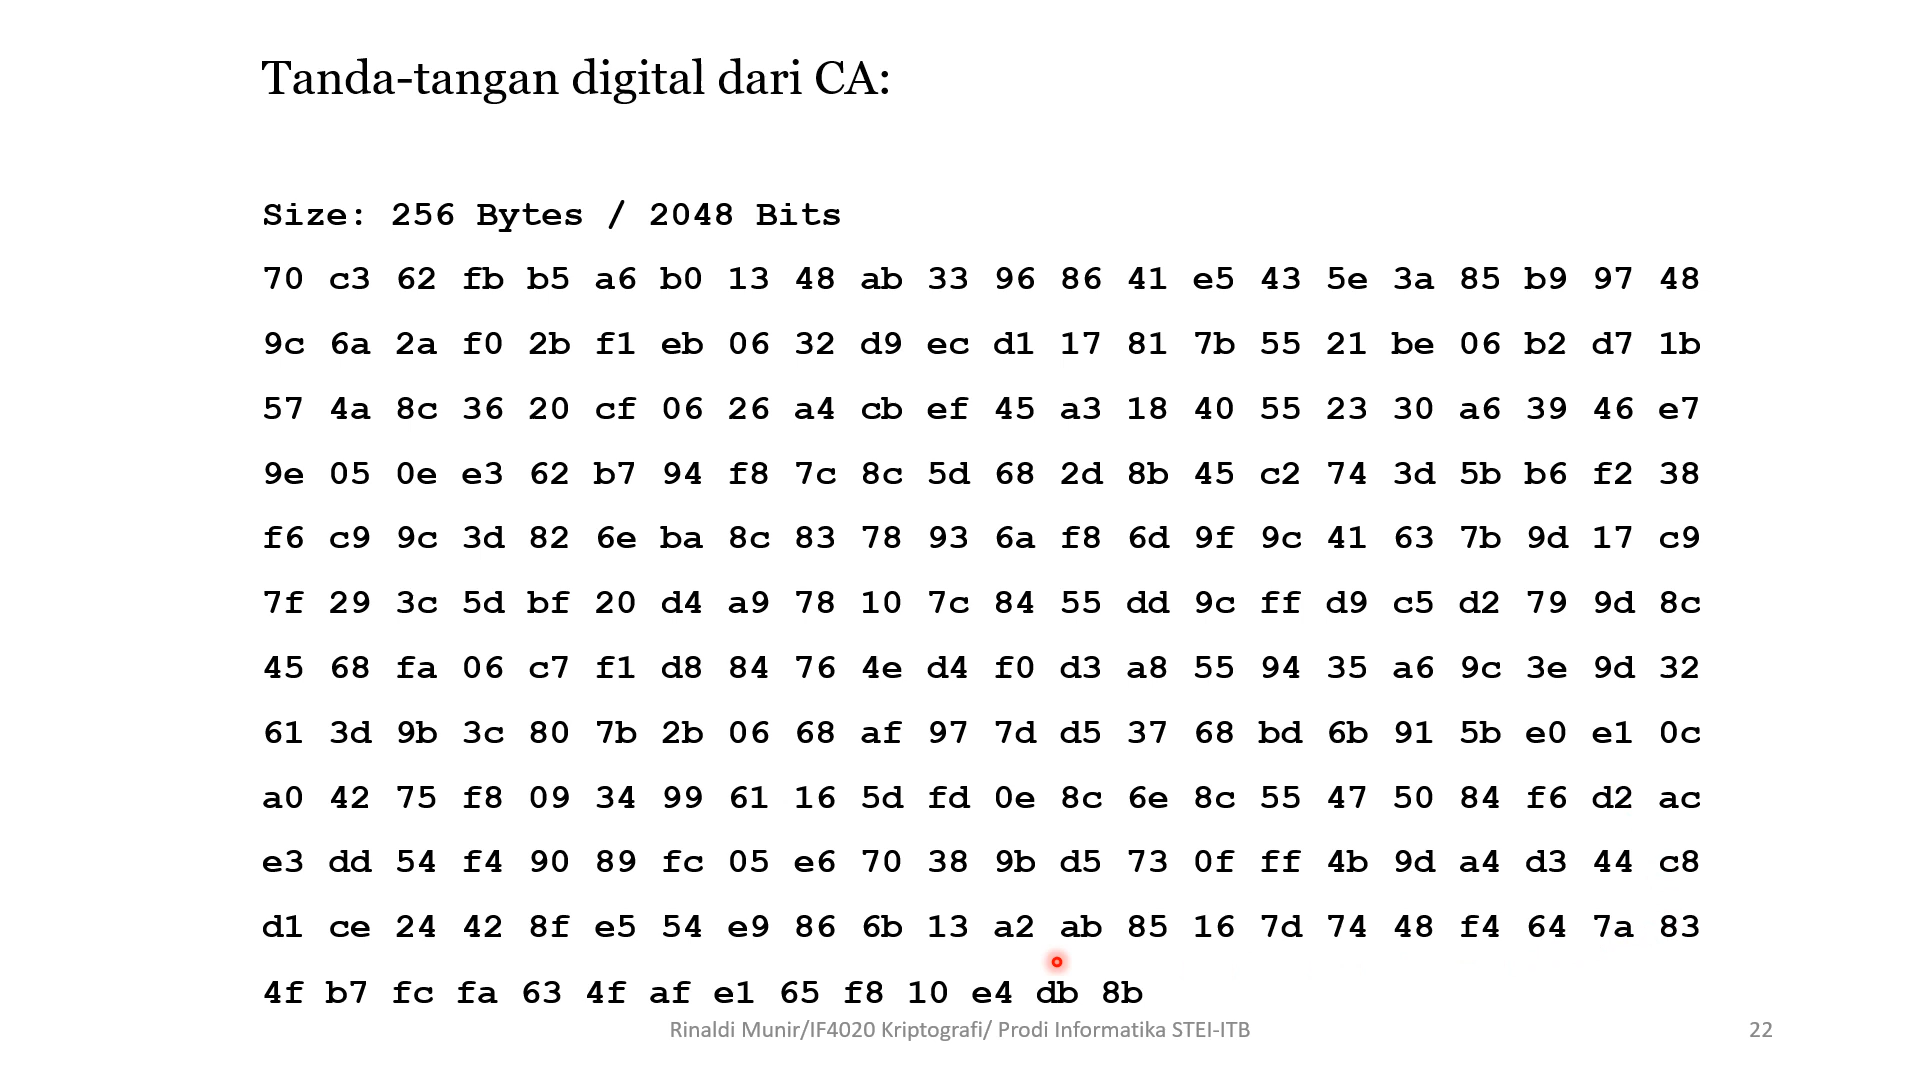 Tanda-tangan digital dari CA:
Size: 256 Bytes / 2048 Bits
70 c3 62 fb b5 a6 b0 13 48 ab 33 96 86 41 e5 43 5e 3a 85 b9 97 48
9c 6a 2a f0 2b f1 eb 06 32 d9 ec d1 17 81 7b 55 21 be 06 b2 d7 1b
57 4a 8c 36 20 cf 06 26 a4 cb ef 45 a3 18 40 55 23 30 a6 39 46 e7
9e 05 0e e3 62 b7 94 f8 7c 8c 5d 68 2d 8b 45 c2 74 3d 5b b6 f2 38
f6 c9 9c 3d 82 6e ba 8c 83 78 93 6a f8 6d 9f 9c 41 63 7b 9d 17 c9
7f 29 3c 5d bf 20 d4 a9 78 10 7c 84 55 dd 9c ff d9 c5 d2 79 9d 8c
45 68 fa 06 c7 f1 d8 84 76 4e d4 f0 d3 a8 55 94 35 a6 9c 3e 9d 32
61 3d 9b 3c 80 7b 2b 06 68 af 97 7d d5 37 68 bd 6b 91 5b e0 e1 0c
a0 42 75 f8 09 34 99 61 16 5d fd 0e 8c 6e 8c 55 47 50 84 f6 d2 ac
e3 dd 54 f4 90 89 fc 05 e6 70 38 9b d5 73 0f ff 4b 9d a4 d3 44 c8
d1 ce 24 42 8f e5 54 e9 86 6b 13 a2 ab 85 16 7d 74 48 f4 64 7a 83
4f b7 fc fa 63 4f af e1 65 f8 10 e4 db 8b
Rinaldi Munir/IF4020 Kriptografi/ Prodi Informatika STEI-ITB
22